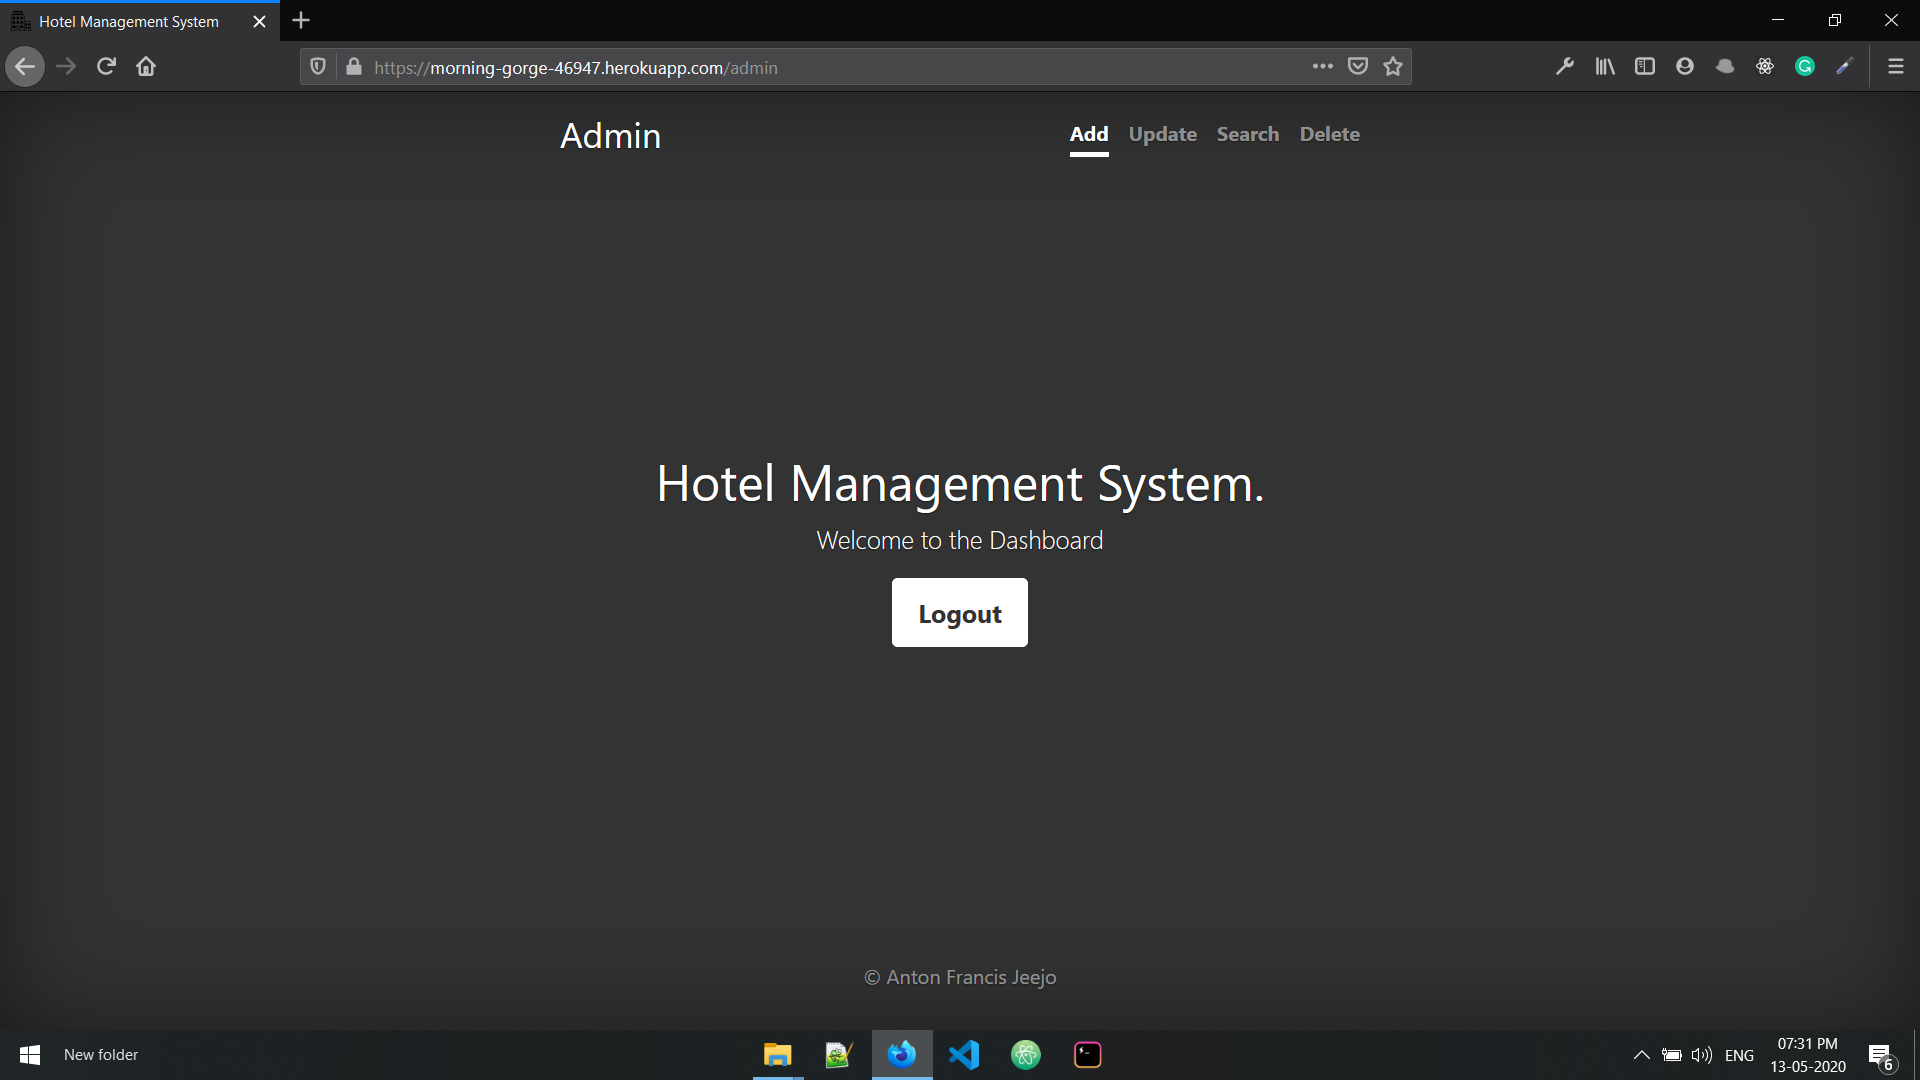 Hotel Management System
https://morning-gorge-46947.herokuapp.com/admin
Admin
Add Update Search Delete
Hotel Management System.
Welcome to the Dashboard
Logout
© Anton Francis Jeejo
New folder
ENG
07:31 PM
13-05-2020
6